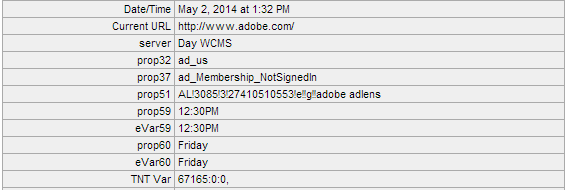 Date/Time May 2, 2014 at 1:32 PM
Current URL http://www.adobe.com/
server Day WCMS
prop32 ad_us
prop37 ad_Membership_NotSignedIn
prop51 AL!3085!3!27410510553!e!!g!!adobe adlens
prop59 12:30PM
eVar59 12:30PM
prop60 Friday
eVar60 Friday
TNT Var 67165:0:0,